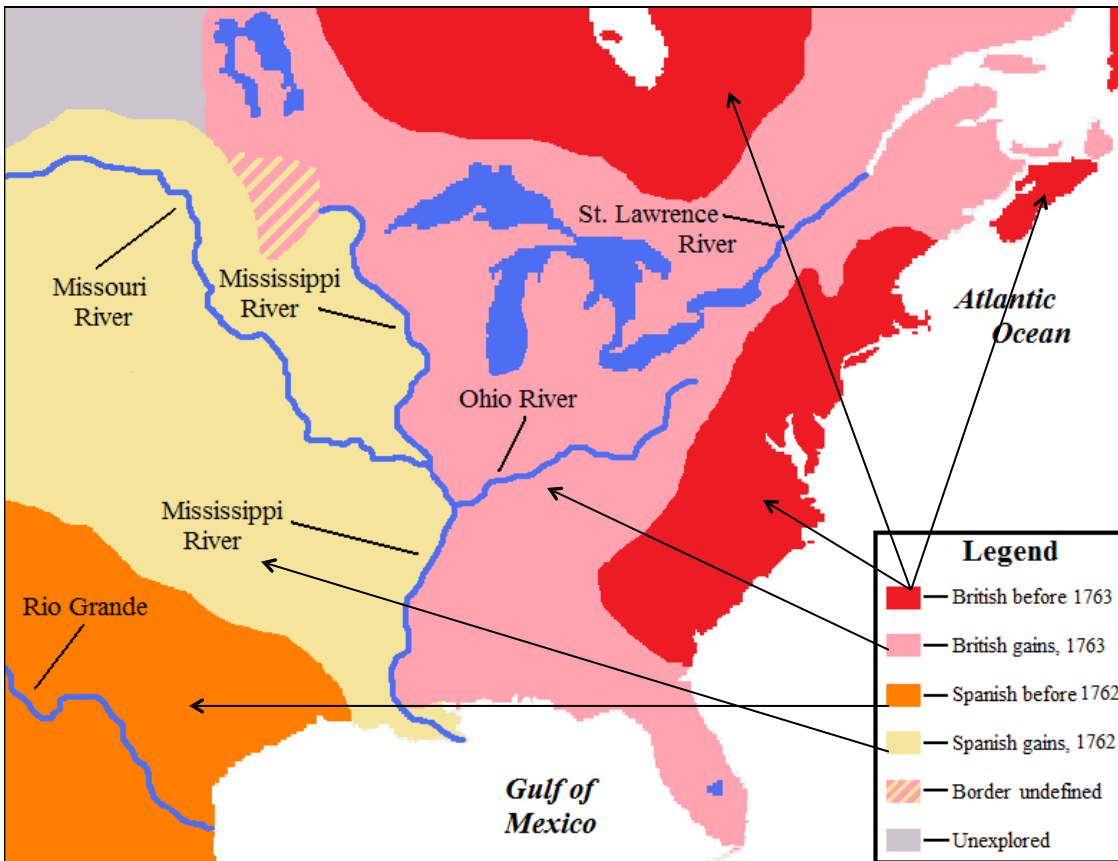 St. Lawrence
River
Missouri
River
Mississippi
River
Atlantic
Ocean
Ohio River
Mississippi
River
Rio Grande
Gulf of
Mexico
Legend
British before 1763
British gains, 1763
Spanish before 1762
Spanish gains, 1762
Border undefined
Unexplored